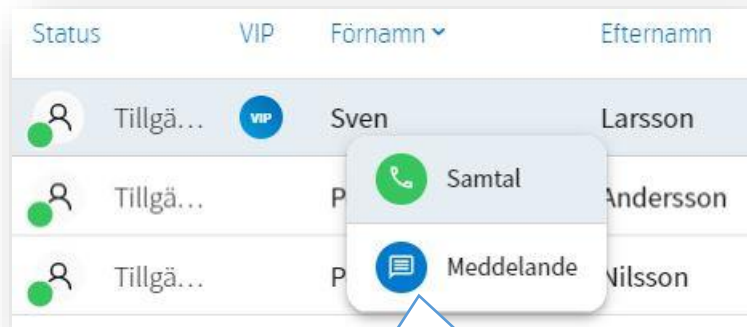 Status VIP Förnamn Efternamn
Tillgä... VIP Sven Larsson
Samtal
Tillgä... P Andersson
Meddelande
Tillgä... P Nilsson